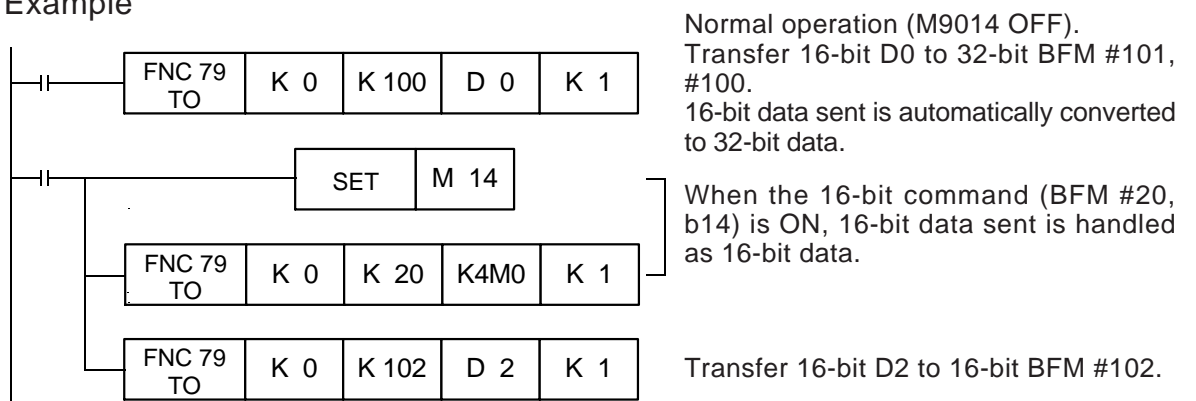 Example
Normal operation (M9014 OFF).
Transfer 16-bit D0 to 32-bit BFM #101,
#100.
16-bit data sent is automatically converted
to 32-bit data.
FNC 79
TO
K 0
K 100
D 0
K 1
SET
M 14
When the 16-bit command (BFM #20,
b14) is ON, 16-bit data sent is handled
as 16-bit data.
FNC 79
TO
K 0
K 20
K4M0
K 1
FNC 79
TO
K 0
K 102
D 2
K 1
Transfer 16-bit D2 to 16-bit BFM #102.